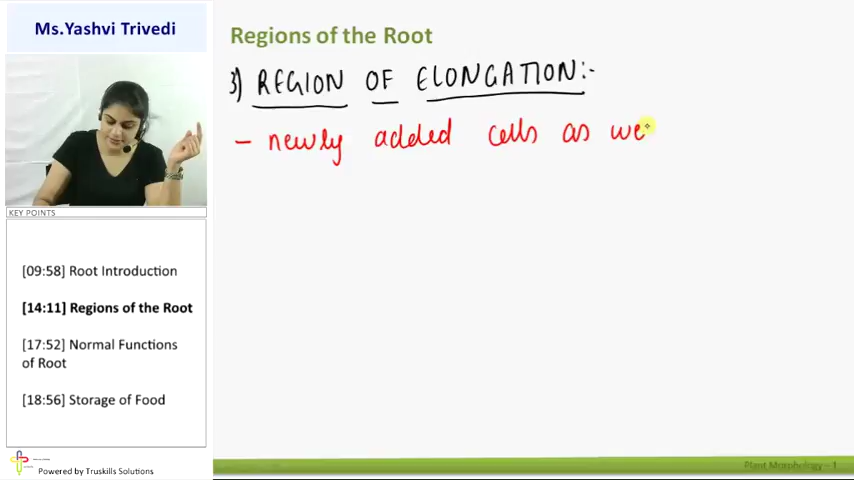 Ms.Yashvi Trivedi
KEY POINTS
[09:58] Root Introduction
[14:11] Regions of the Root
[17:52] Normal Functions
of Root
[18:56] Storage of Food
Powered by Truskills Solutions
Regions of the Root
3) REGION OF ELONGATION:-
- newly added cells as we
Plant Morphology - 1